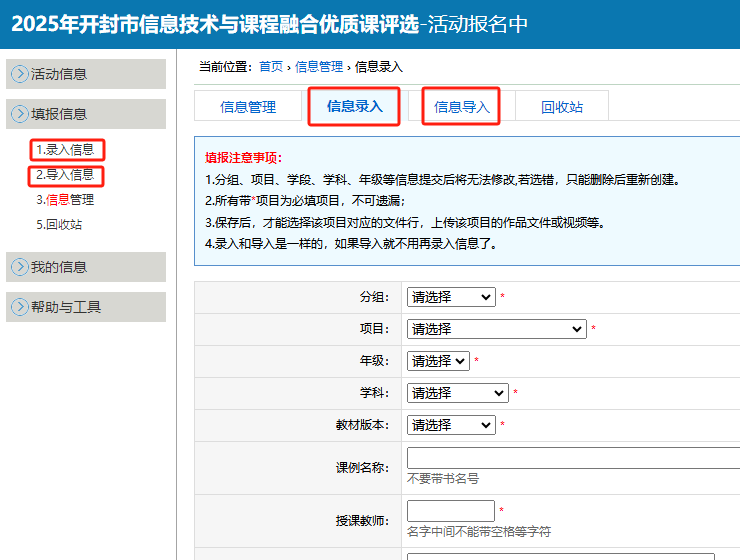 2025年开封市信息技术与课程融合优质课评选-活动报名中
活动信息
填报信息
1.录入信息
2.导入信息
3.信息管理
5.回收站
我的信息
帮助与工具
当前位置：首页 › 信息管理 › 信息录入
信息管理 信息录入 信息导入 回收站
填报注意事项：
1.分组、项目、学段、学科、年级等信息提交后将无法修改,若选错，只能删除后重新创建。
2.所有带*项目为必填项目，不可遗漏；
3.保存后，才能选择该项目对应的文件行，上传该项目的作品文件或视频等。
4.录入和导入是一样的，如果导入就不用再录入信息了。
分组： 请选择 *
项目： 请选择 *
年级： 请选择 *
学科： 请选择 *
教材版本： 请选择 *
课例名称：
不要带书名号
授课教师： *
名字中间不能带空格等字符